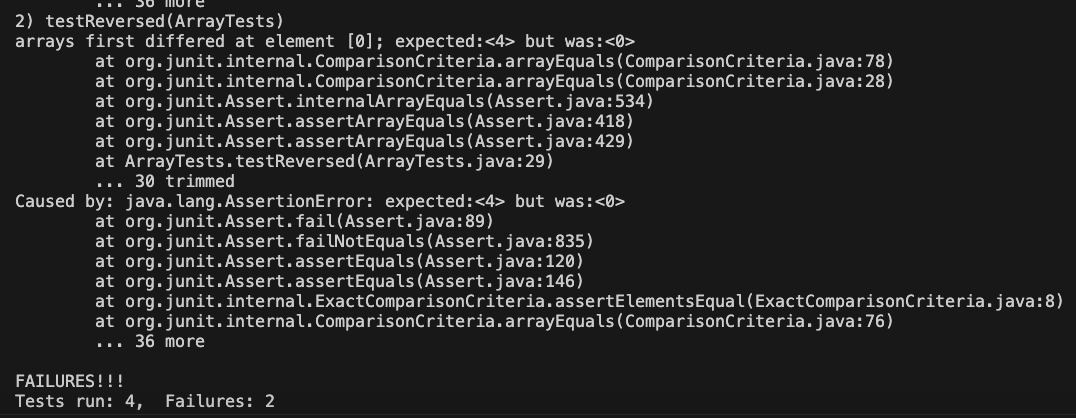 ... 36 more
2) testReversed(ArrayTests)
arrays first differed at element [0]; expected:<4> but was:<0>
at org.junit.internal.ComparisonCriteria.arrayEquals(ComparisonCriteria.java:78)
at org.junit.internal.ComparisonCriteria.arrayEquals(ComparisonCriteria.java:28)
at org.junit.Assert.internalArrayEquals(Assert.java:534)
at org.junit.Assert.assertArrayEquals(Assert.java:418)
at org.junit.Assert.assertArrayEquals(Assert.java:429)
at ArrayTests.testReversed(ArrayTests.java:29)
... 30 trimmed
Caused by: java.lang.AssertionError: expected:<4> but was:<0>
at org.junit.Assert.fail(Assert.java:89)
at org.junit.Assert.failNotEquals(Assert.java:835)
at org.junit.Assert.assertEquals(Assert.java:120)
at org.junit.Assert.assertEquals(Assert.java:146)
at org.junit.internal.ExactComparisonCriteria.assertElementsEqual(ExactComparisonCriteria.java:8)
at org.junit.internal.ComparisonCriteria.arrayEquals(ComparisonCriteria.java:76)
... 36 more
FAILURES!!!
Tests run: 4,  Failures: 2